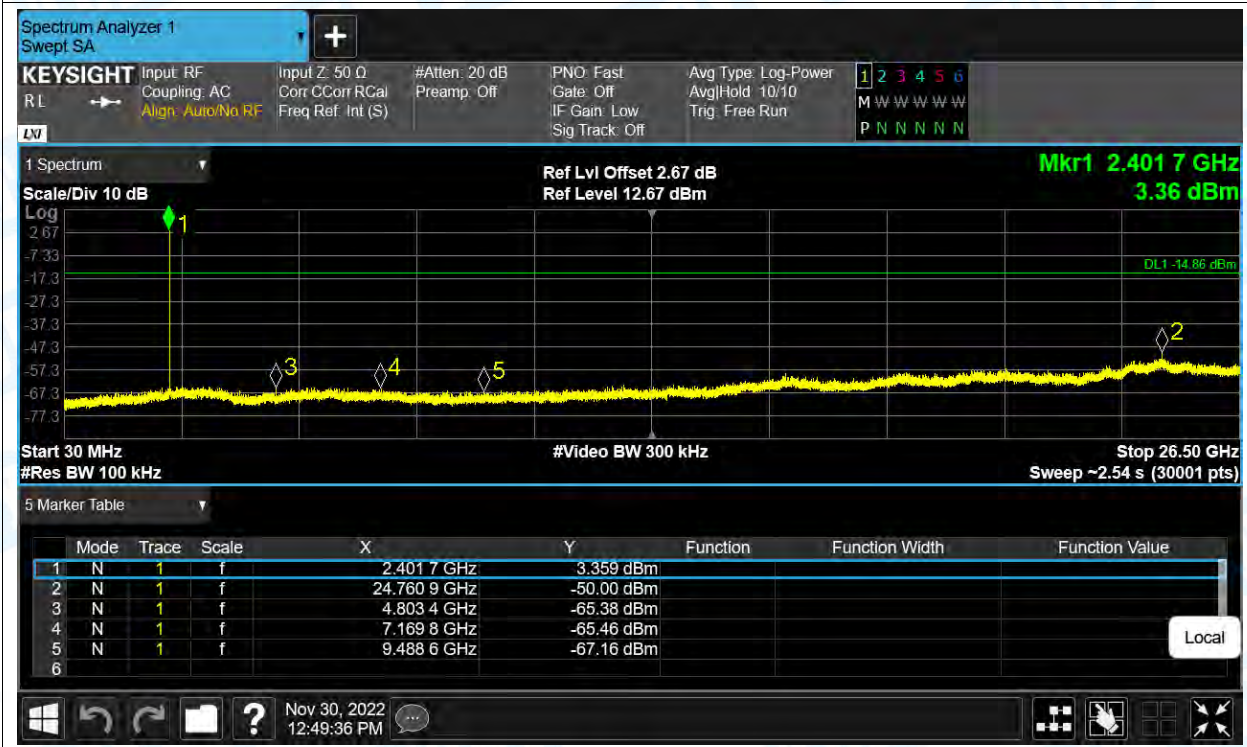 Spectrum Analyzer 1
Swept SA
+
KEYSIGHT Input: RF Input Z: 50 Ω #Atten: 20 dB PNO: Fast Avg Type: Log-Power 1 2 3 4 5 6
RL Coupling: AC Corr CCorr RCal Preamp: Off Gate: Off Avg|Hold: 10/10 M W W W W W
Align: Auto/No RF Freq Ref: Int (S) IF Gain: Low Trig: Free Run
LXI Sig Track: Off P N N N N N
1 Spectrum Ref Lvl Offset 2.67 dB Mkr1 2.401 7 GHz
Scale/Div 10 dB Ref Level 12.67 dBm 3.36 dBm
Log
1
2.67
-7.33
DL1 -14.86 dBm
-17.3
-27.3
-37.3
2
-47.3
-57.3
3 4 5
-67.3
-77.3
Start 30 MHz #Video BW 300 kHz Stop 26.50 GHz
#Res BW 100 kHz Sweep ~2.54 s (30001 pts)
5 Marker Table
Mode Trace Scale X Y Function Function Width Function Value
1 N 1 f 2.401 7 GHz 3.359 dBm
2 N 1 f 24.760 9 GHz -50.00 dBm
3 N 1 f 4.803 4 GHz -65.38 dBm
4 N 1 f 7.169 8 GHz -65.46 dBm
5 N 1 f 9.488 6 GHz -67.16 dBm
6
Local
? Nov 30, 2022
12:49:36 PM